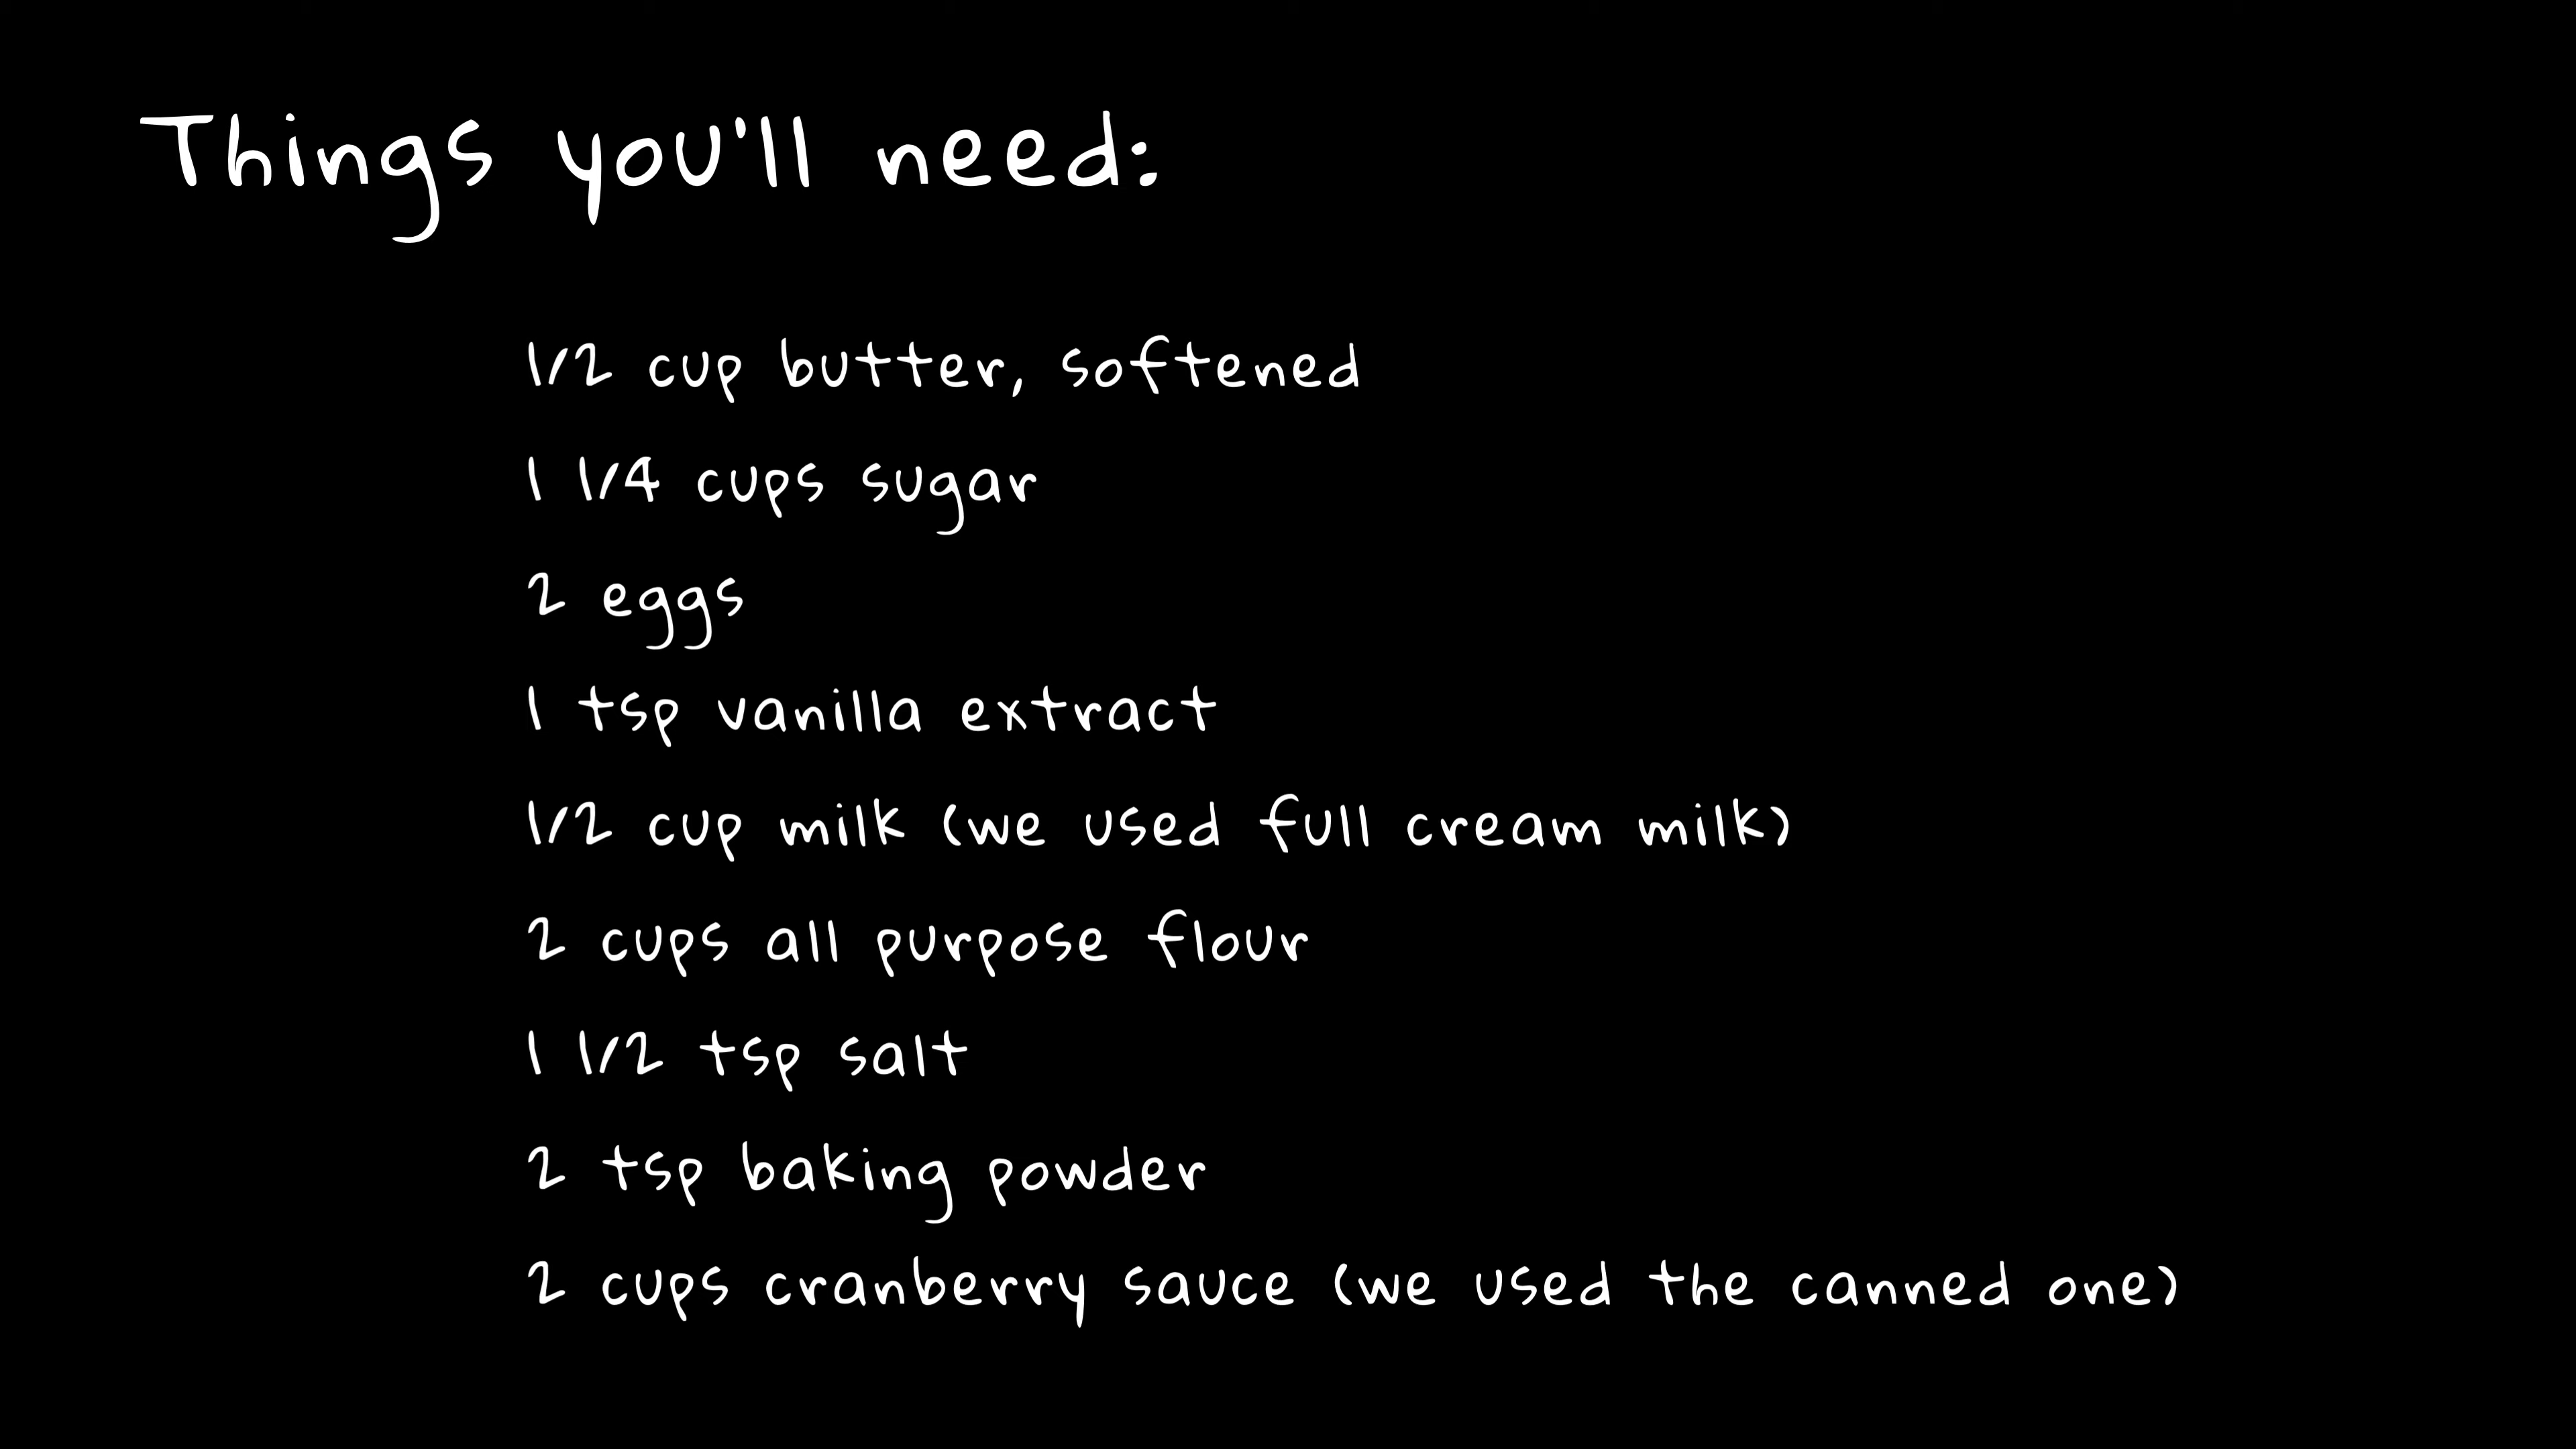 Things you'll need:
1/2 cup butter, softened
1 1/4 cups sugar
2 eggs
1 tsp vanilla extract
1/2 cup milk (we used full cream milk)
2 cups all purpose flour
1 1/2 tsp salt
2 tsp baking powder
2 cups cranberry sauce (we used the canned one)